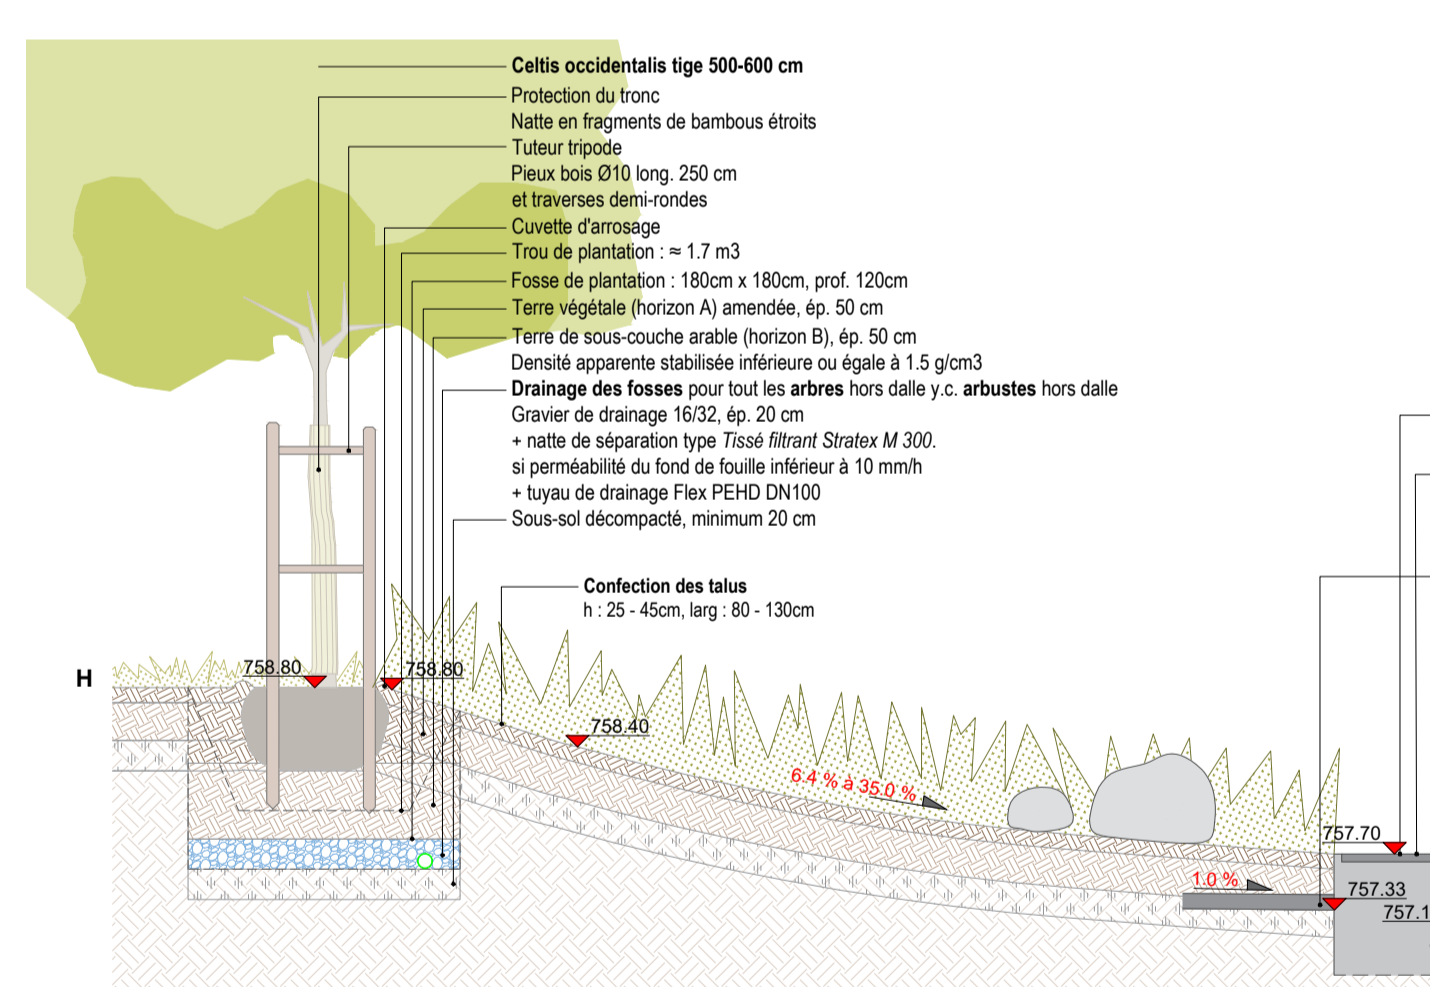 Celtis occidentalis tige 500-600 cm
Protection du tronc
Natte en fragments de bambous étroits
Tuteur tripode
Pieux bois Ø10 long. 250 cm
et traverses demi-rondes
Cuvette d'arrosage
Trou de plantation : ≈ 1.7 m3
Fosse de plantation : 180cm x 180cm, prof. 120cm
Terre végétale (horizon A) amendée, ép. 50 cm
Terre de sous-couche arable (horizon B), ép. 50 cm
Densité apparente stabilisée inférieure ou égale à 1.5 g/cm3
Drainage des fosses pour tout les arbres hors dalle y.c. arbustes hors dalle
Gravier de drainage 16/32, ép. 20 cm
+ natte de séparation type Tissé filtrant Stratex M 300.
si perméabilité du fond de fouille inférieur à 10 mm/h
+ tuyau de drainage Flex PEHD DN100
Sous-sol décompacté, minimum 20 cm
Confection des talus
h : 25 - 45cm, larg : 80 - 130cm
H
758.80
758.80
758.40
6.4 % à 35.0 %
757.70
1.0 %
757.33
757.1